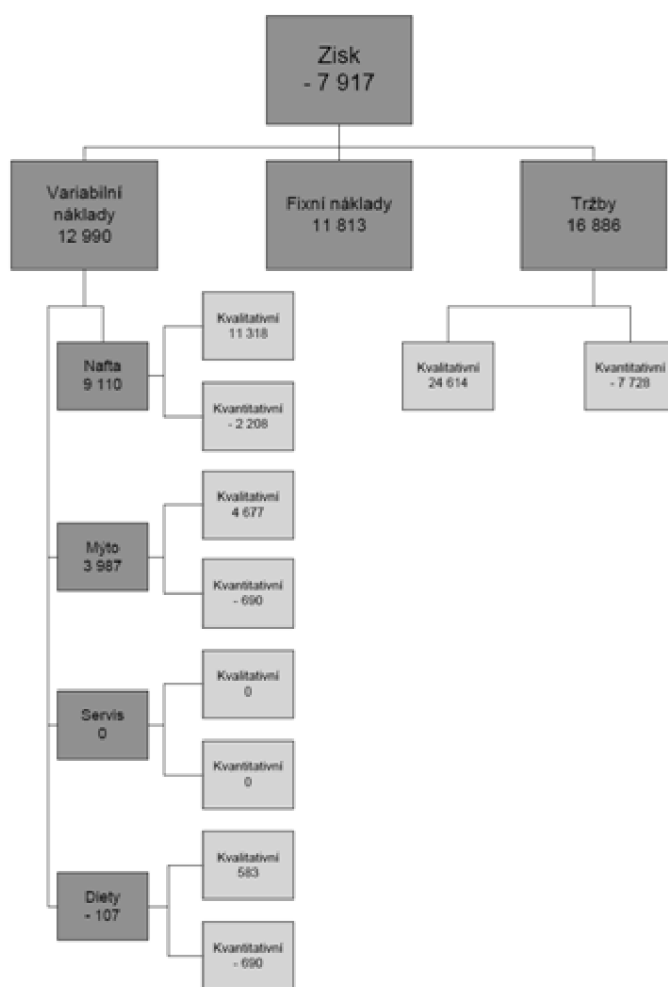 Zisk
- 7 917
Variabilní
náklady
12 990
Fixní náklady
11 813
Tržby
16 886
Kvalitativní
24 614
Kvantitativní
- 7 728
Nafta
9 110
Kvalitativní
11 318
Kvantitativní
- 2 208
Mýto
3 987
Kvalitativní
4 677
Kvantitativní
- 690
Servis
0
Kvalitativní
0
Kvantitativní
0
Diety
- 107
Kvalitativní
583
Kvantitativní
- 690